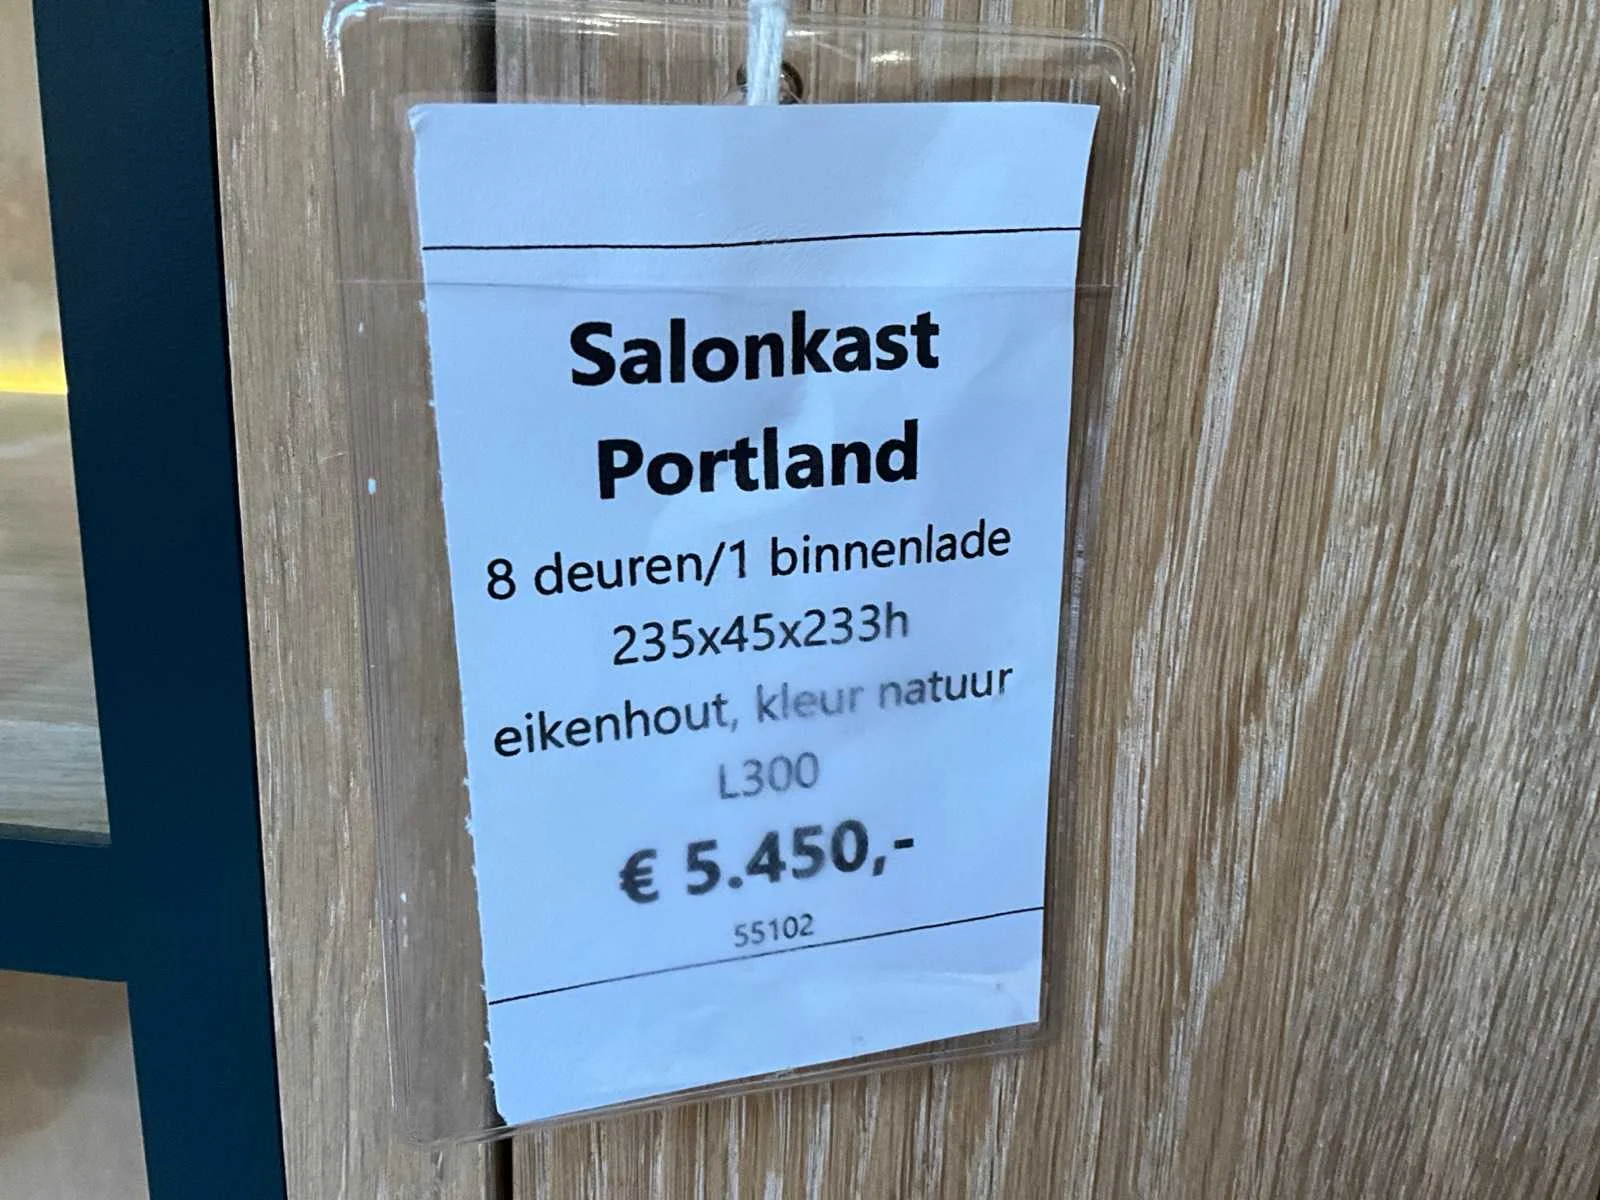 Salonkast
Portland
8 deuren/1 binnenlade
235x45x233h
eikenhout, kleur natuur
L300
€ 5.450,-
55102